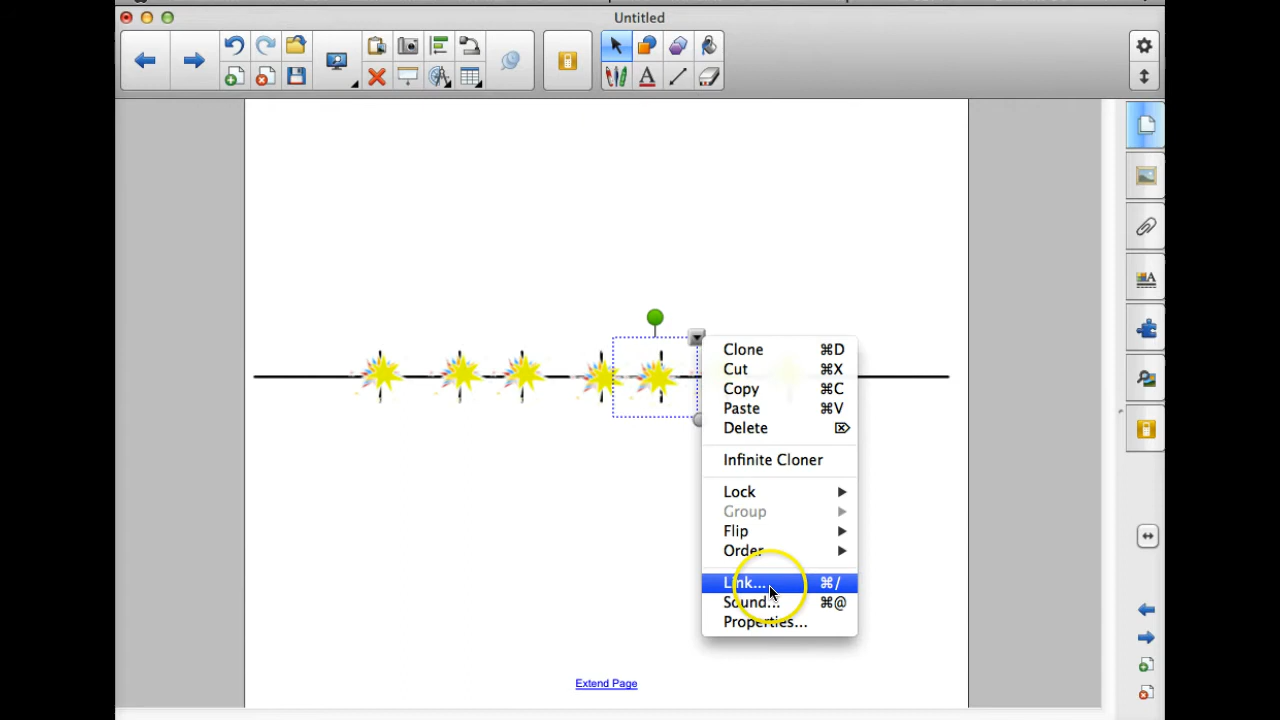 Untitled
A
A
Clone ⌘D
Cut ⌘X
Copy ⌘C
Paste ⌘V
Delete ⌦
Infinite Cloner
Lock
Group
Flip
Order
Link... ⌘/
Sound... ⌘@
Properties...
Extend Page